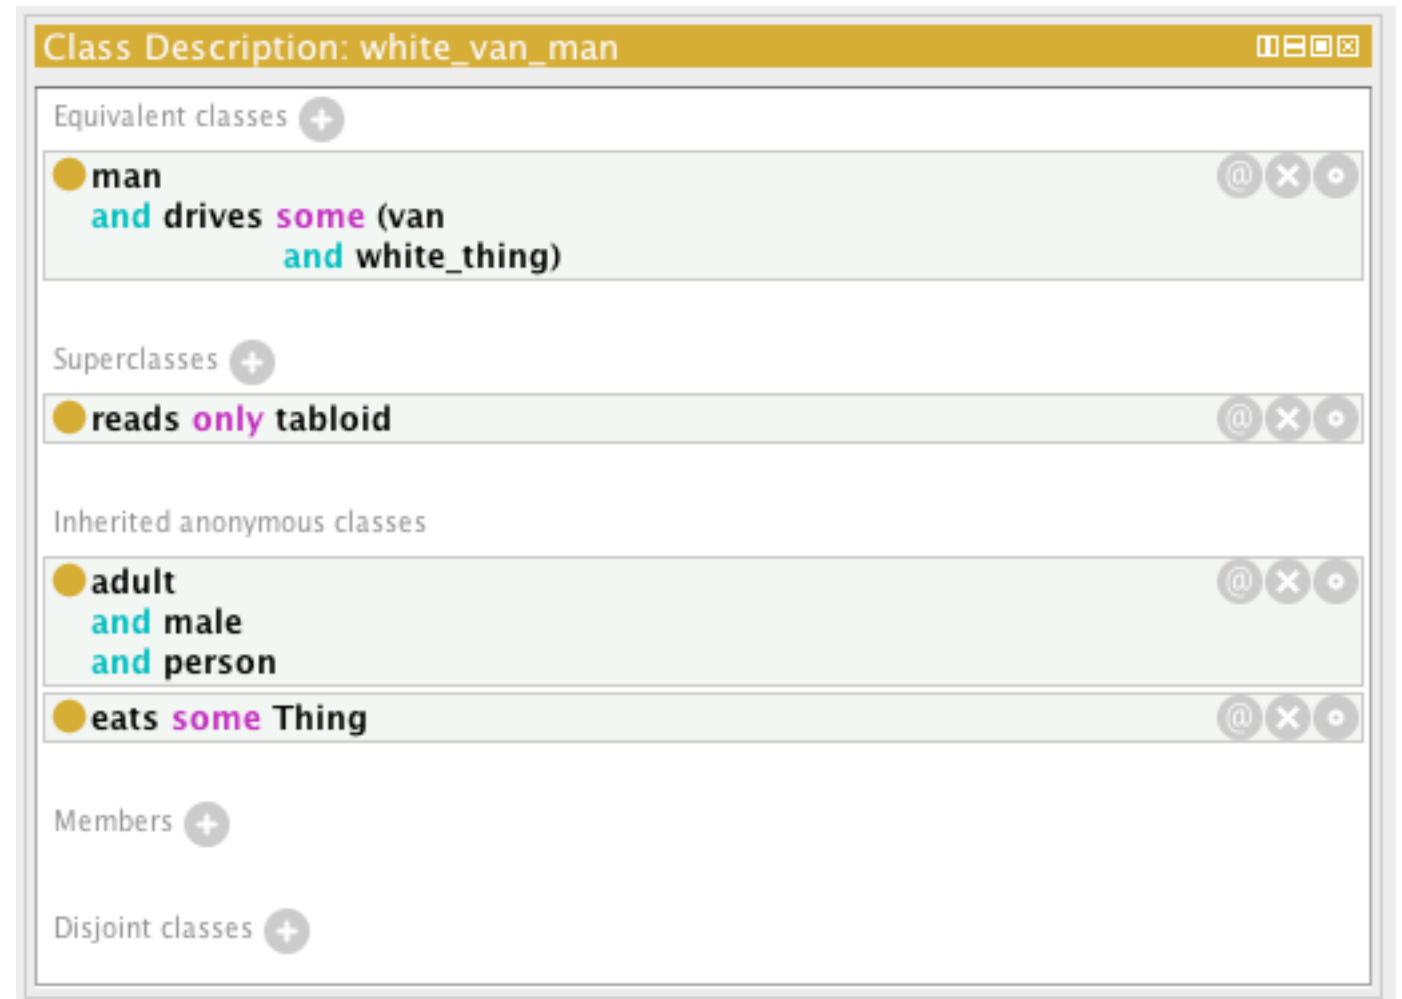 Class Description: white_van_man
Equivalent classes
man
and drives some (van
and white_thing)
Superclasses
reads only tabloid
Inherited anonymous classes
adult
and male
and person
eats some Thing
Members
Disjoint classes